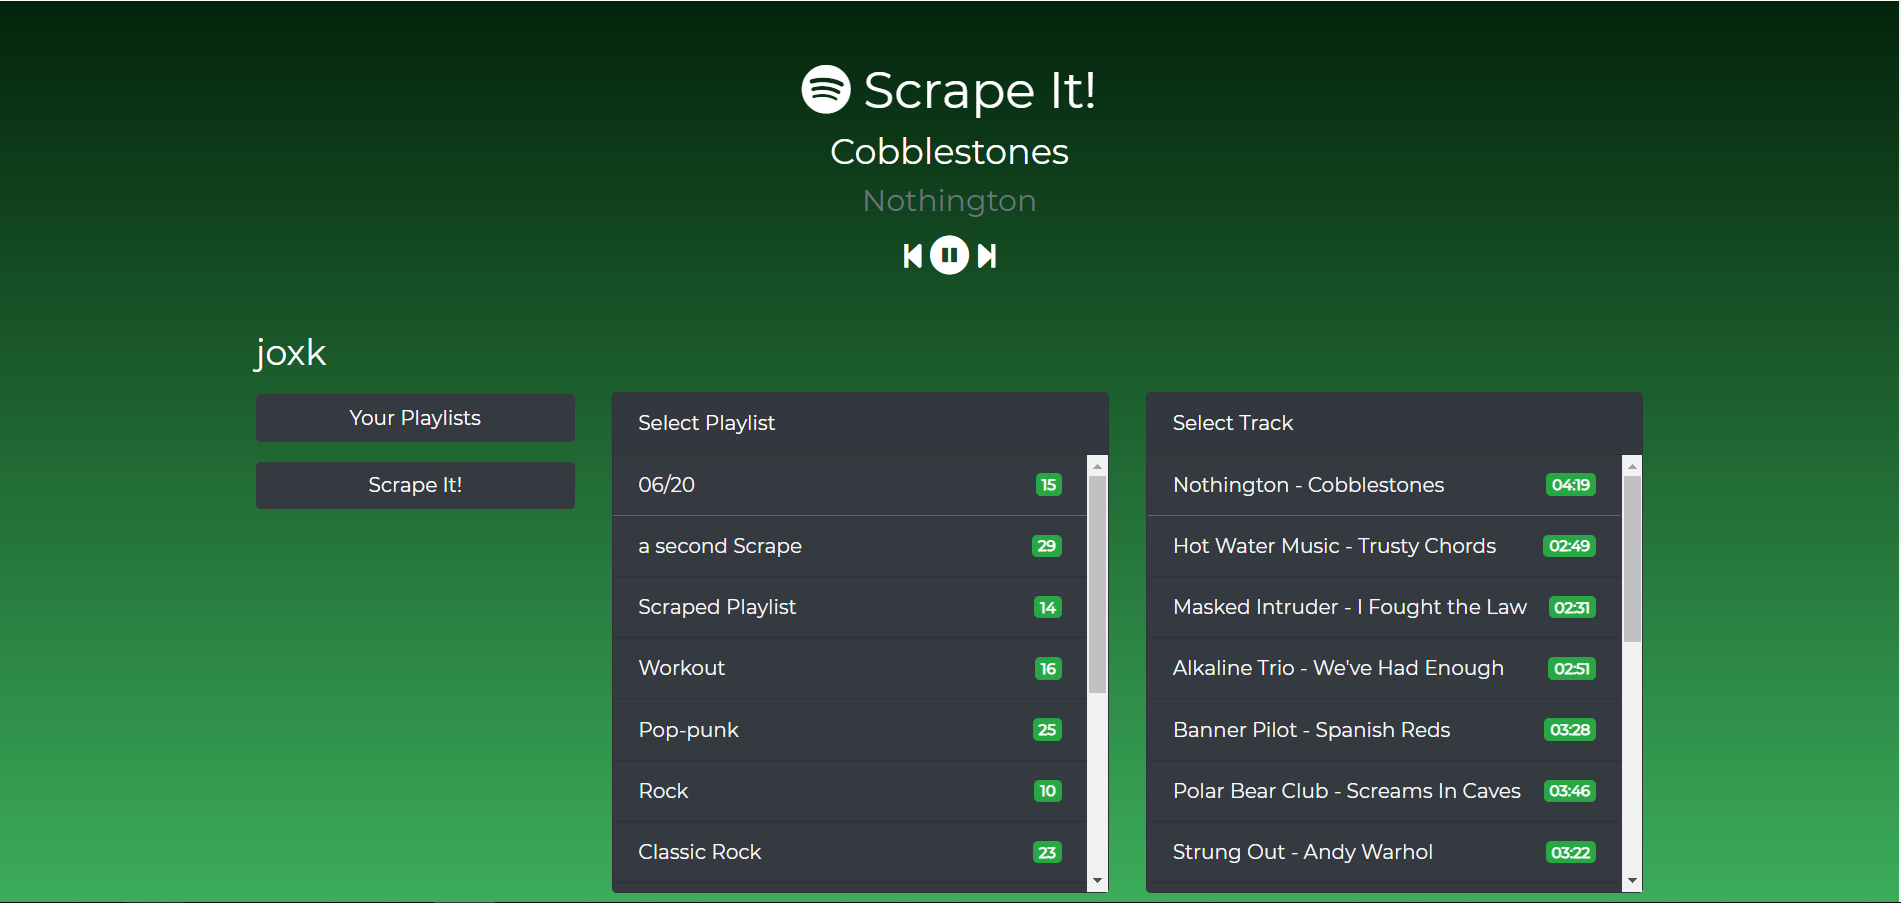 Scrape It!
Cobblestones
Nothington
joxk
Your Playlists
Scrape It!
Select Playlist
06/20 15
a second Scrape 29
Scraped Playlist 14
Workout 16
Pop-punk 25
Rock 10
Classic Rock 23
Select Track
Nothington - Cobblestones 04:19
Hot Water Music - Trusty Chords 02:49
Masked Intruder - I Fought the Law 02:31
Alkaline Trio - We've Had Enough 02:51
Banner Pilot - Spanish Reds 03:28
Polar Bear Club - Screams In Caves 03:46
Strung Out - Andy Warhol 03:22